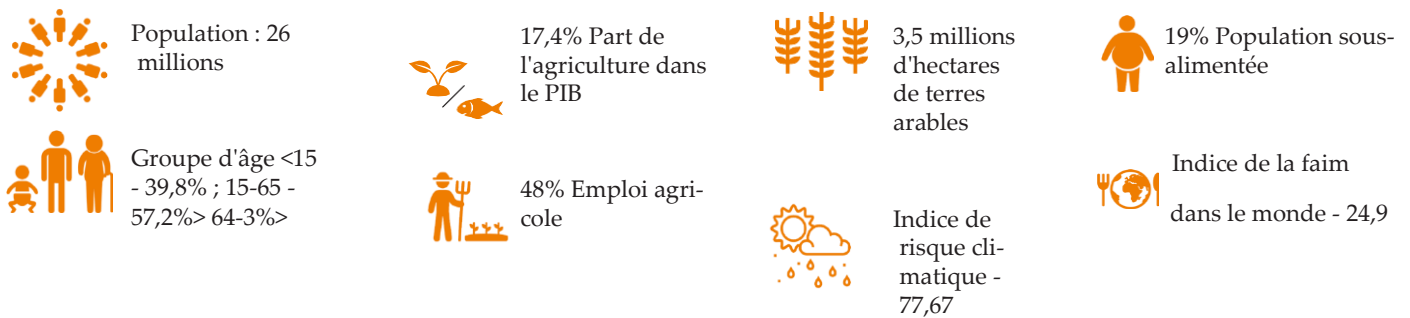 Population : 26
millions
17,4% Part de
l'agriculture dans
le PIB
3,5 millions
d'hectares
de terres
arables
19% Population sous-
alimentée
Groupe d'âge <15
- 39,8% ; 15-65 -
57,2%> 64-3%>
48% Emploi agri-
cole
Indice de
risque cli-
matique -
77,67
Indice de la faim
dans le monde - 24,9